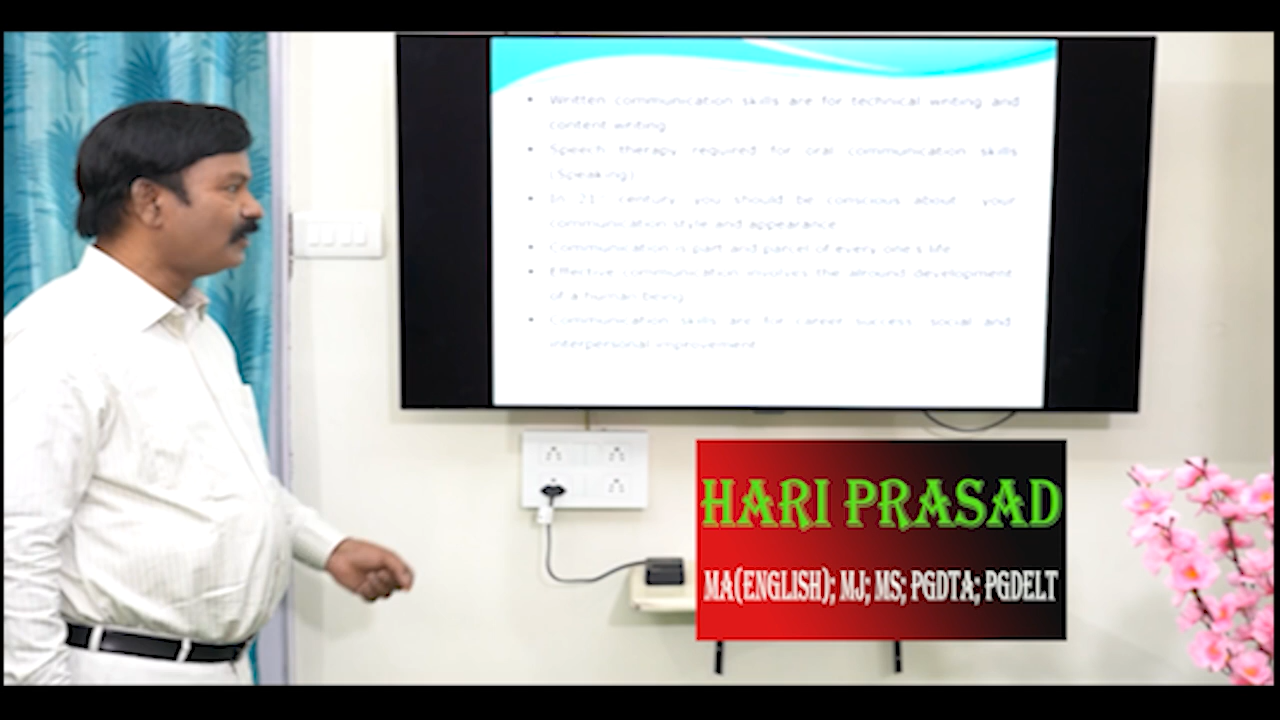 • Written communication skills are for technical writing and
content writing
• Speech therapy required for oral communication skills
(Speaking)
• In 21 century you should be conscious about your
communication style and appearance
• Communication is part and parcel of every one's life
• Effective communication involves the allround development
of a human being
• Communication skills are for career success, social and
interpersonal improvement
HARI PRASAD
MA(ENGLISH); MJ; MS; PGDTA; PGDELT